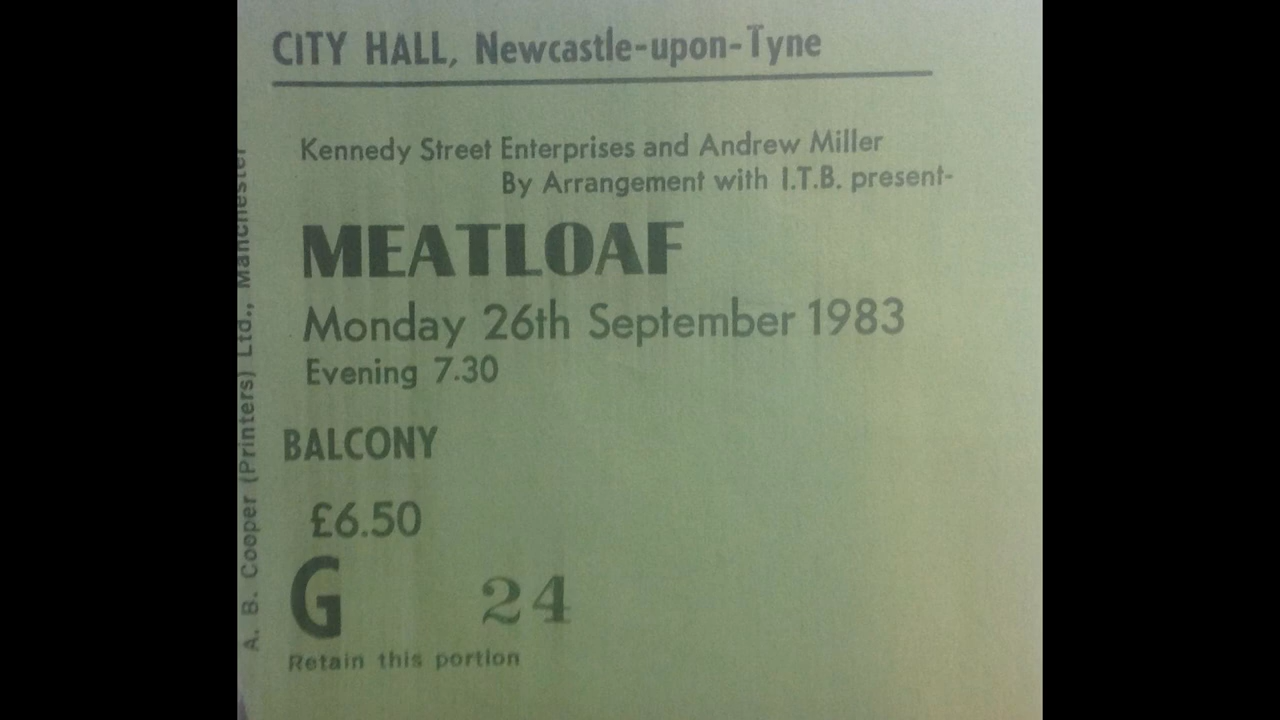 CITY HALL, Newcastle-upon-Tyne
Kennedy Street Enterprises and Andrew Miller
By Arrangement with I.T.B. present-
MEATLOAF
Monday 26th September 1983
Evening 7.30
BALCONY
£6.50
G 24
Retain this portion
A. B. Cooper (Printers) Ltd., Manchester